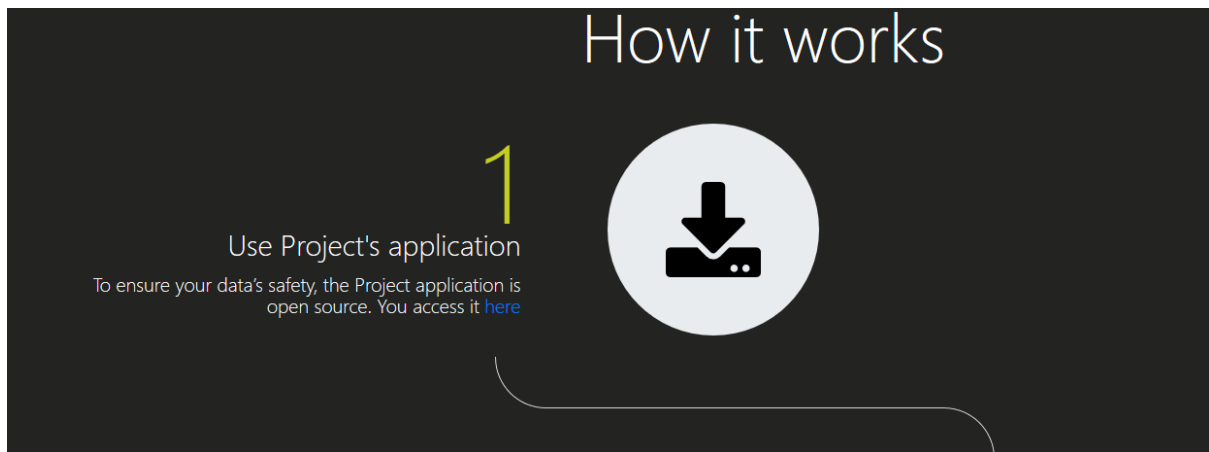 How it works
1
Use Project's application
To ensure your data’s safety, the Project application is
open source. You access it here